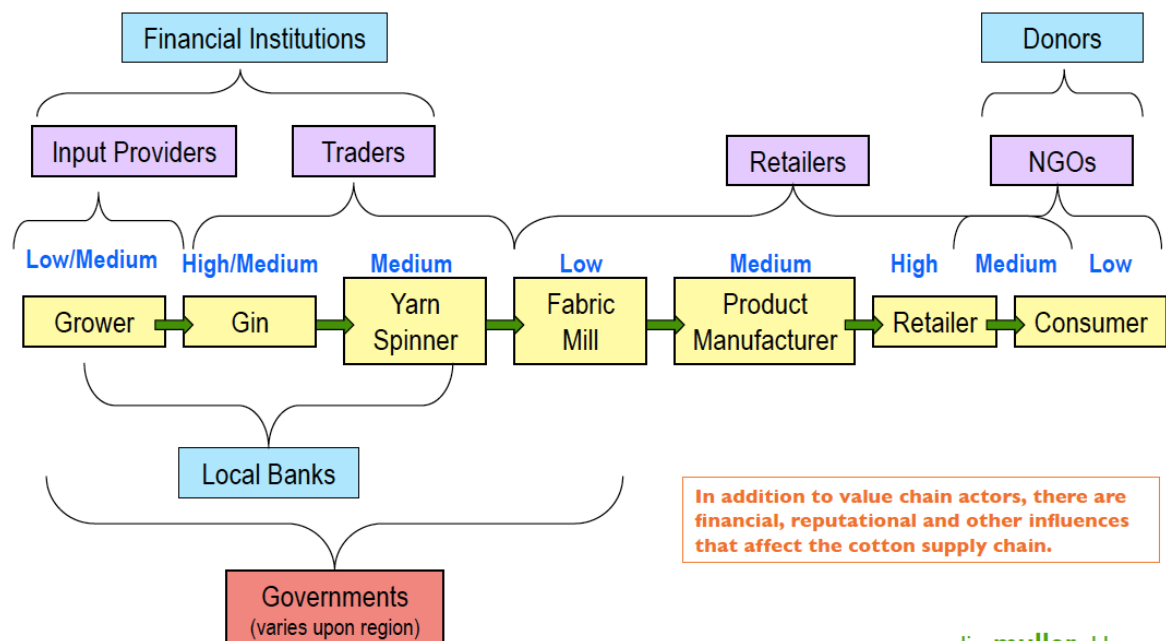 Financial Institutions
Donors
Input Providers
Traders
Retailers
NGOs
Low/Medium
High/Medium
Medium
Low
Medium
High
Medium
Low
Grower
Gin
Yarn
Spinner
Fabric
Mill
Product
Manufacturer
Retailer
Consumer
Local Banks
In addition to value chain actors, there are
financial, reputational and other influences
that affect the cotton supply chain.
Governments
(varies upon region)